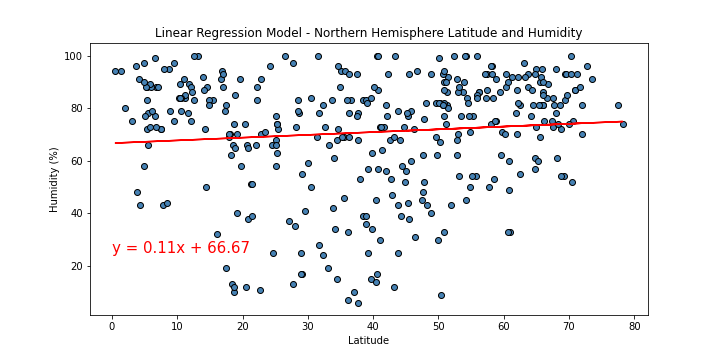 Linear Regression Model - Northern Hemisphere Latitude and Humidity
100
80
60
40
20
Humidity (%)
y = 0.11x + 66.67
0 10 20 30 40 50 60 70 80
Latitude